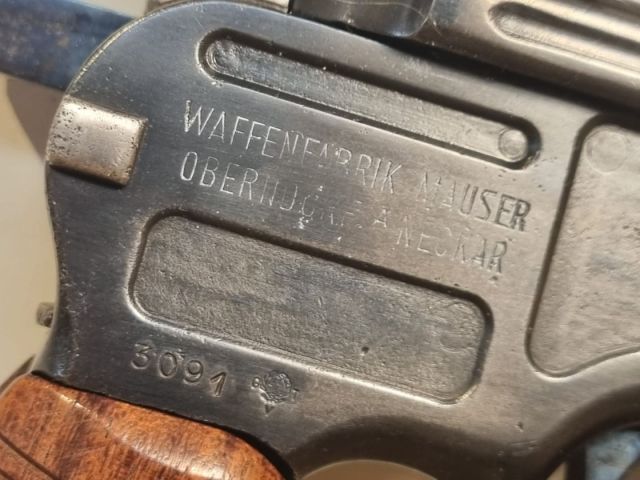 WAFFENFABRIK MAUSER
OBERNDORF A NECKAR
3091